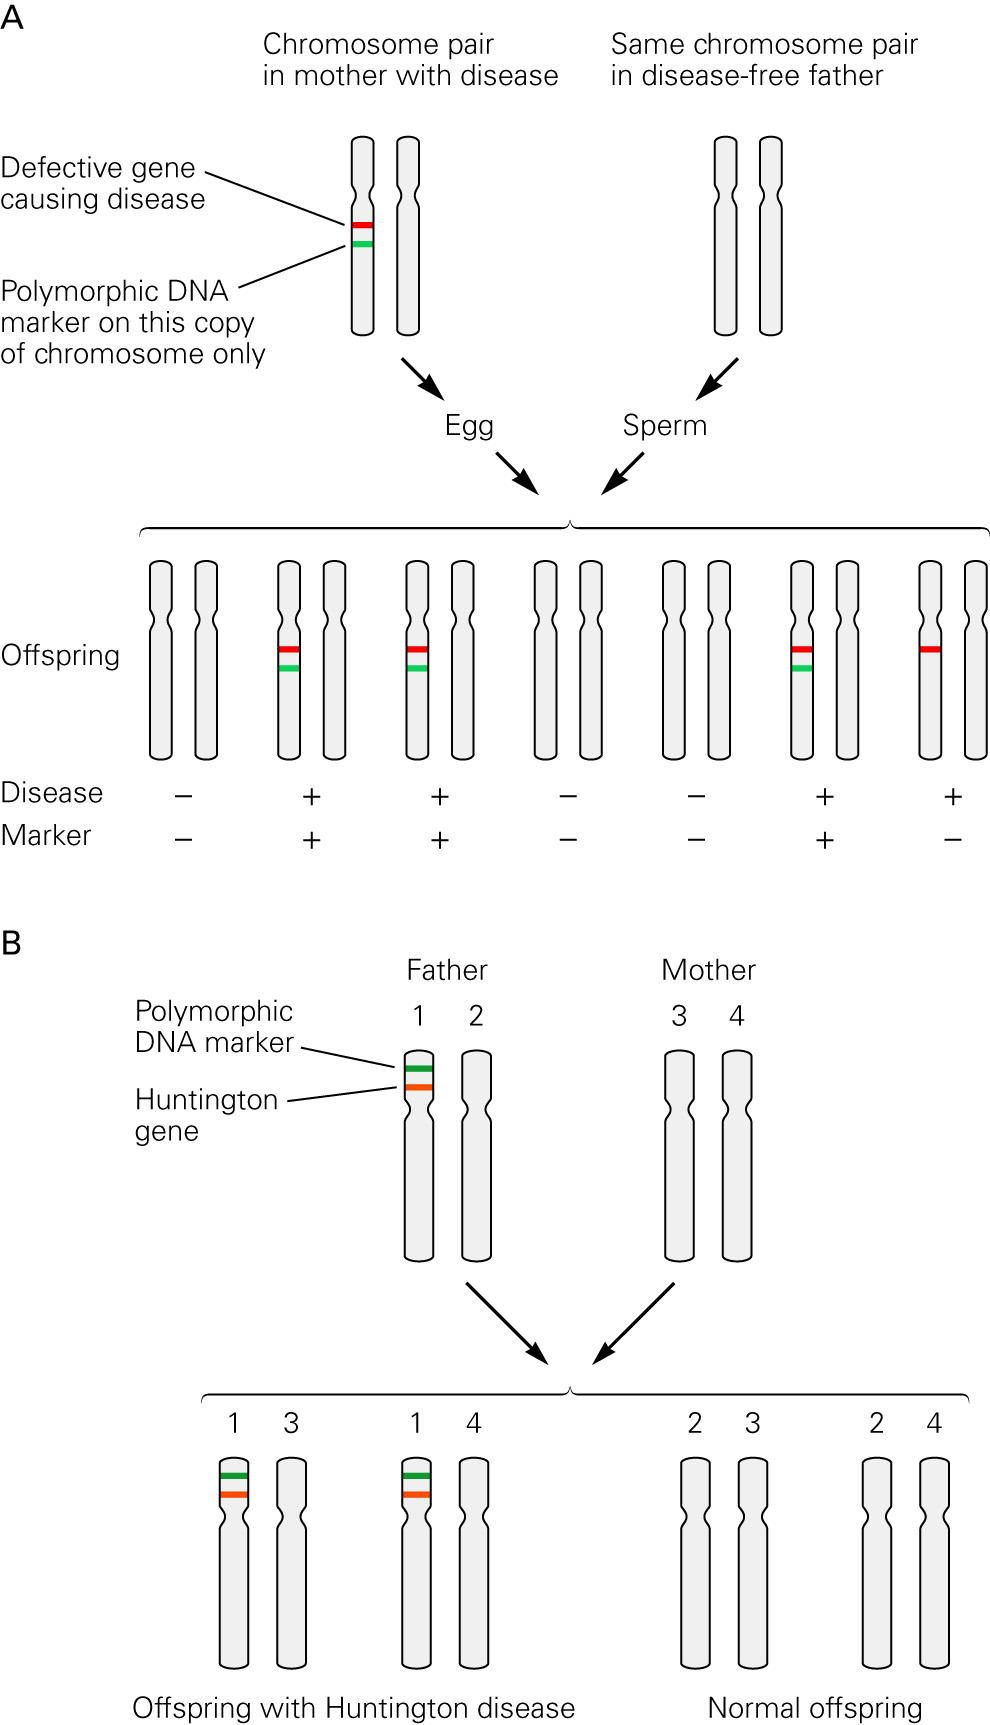 A
Chromosome pair
in mother with disease
Same chromosome pair
in disease-free father
Defective gene
causing disease
Polymorphic DNA
marker on this copy
of chromosome only
Egg
Sperm
Offspring
Disease − + + − − + +
Marker − + + − − + −
B
Father
Mother
Polymorphic
DNA marker
1 2 3 4
Huntington
gene
1 3 1 4 2 3 2 4
Offspring with Huntington disease
Normal offspring